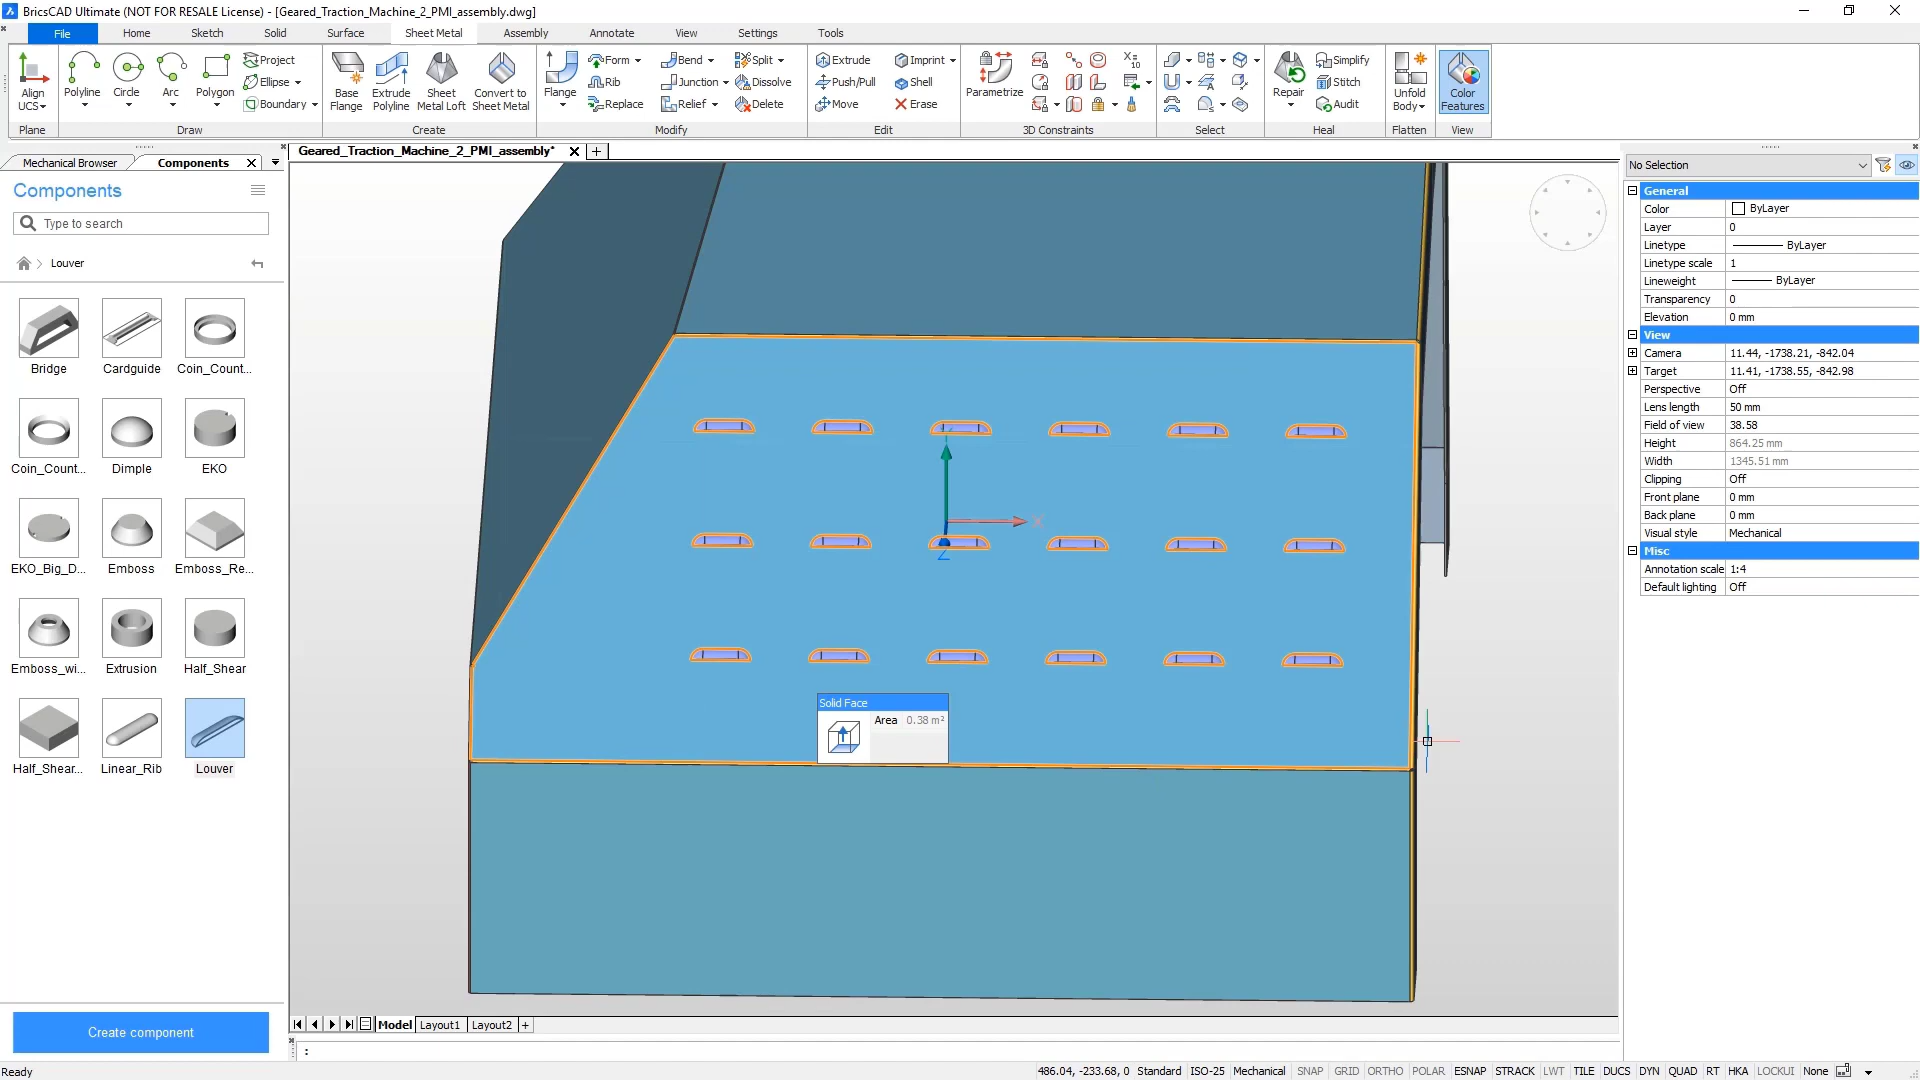 BricsCAD Ultimate (NOT FOR RESALE License) - [Geared_Traction_Machine_2_PMI_assembly.dwg]
File Home Sketch Solid Surface Sheet Metal Assembly Annotate View Settings Tools
Align UCS
Polyline Circle Arc Polygon
Project
Ellipse
Boundary
Base Flange
Extrude Polyline
Sheet Metal Loft
Convert to Sheet Metal
Flange
Form
Rib
Replace
Bend
Junction
Relief
Split
Dissolve
Delete
Extrude
Push/Pull
Move
Imprint
Shell
Erase
Parametrize
Repair
Simplify
Stitch
Audit
Unfold Body
Color Features
Plane Draw Create Modify Edit 3D Constraints Select Heal Flatten View
Mechanical Browser Components
Geared_Traction_Machine_2_PMI_assembly*
Components
Type to search
Louver
Bridge Cardguide Coin_Count...
Coin_Count... Dimple EKO
EKO_Big_D... Emboss Emboss_Re...
Emboss_wi... Extrusion Half_Shear
Half_Shear... Linear_Rib Louver
Create component
X
Z
Solid Face
Area 0.38 m²
No Selection
General
Color ByLayer
Layer 0
Linetype ByLayer
Linetype scale 1
Lineweight ByLayer
Transparency 0
Elevation 0 mm
View
Camera 11.44, -1738.21, -842.04
Target 11.41, -1738.55, -842.98
Perspective Off
Lens length 50 mm
Field of view 38.58
Height 864.25 mm
Width 1345.51 mm
Clipping Off
Front plane 0 mm
Back plane 0 mm
Visual style Mechanical
Misc
Annotation scale 1:4
Default lighting Off
Model Layout1 Layout2 +
:
Ready
486.04, -233.68, 0 Standard ISO-25 Mechanical SNAP GRID ORTHO POLAR ESNAP STRACK LWT TILE DUCS DYN QUAD RT HKA LOCKUI None